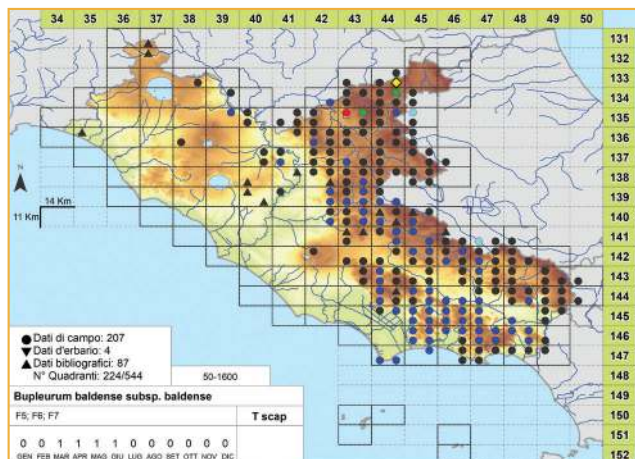 34 35 36 37 38 39 40 41 42 43 44 45 46 47 48 49 50
131
132
133
134
135
136
137
138
139
140
141
142
143
144
145
146
147
148
149
150
151
152
N
14 Km
11 Km
Dati di campo: 207
Dati d'erbario: 4
Dati bibliografici: 87
N° Quadranti: 224/544
50-1600
Bupleurum baldense subsp. baldense
F5; F6; F7
T scap
0 0 1 1 1 1 0 0 0 0 0 0
GEN FEB MAR APR MAG GIU LUG AGO SET OTT NOV DIC